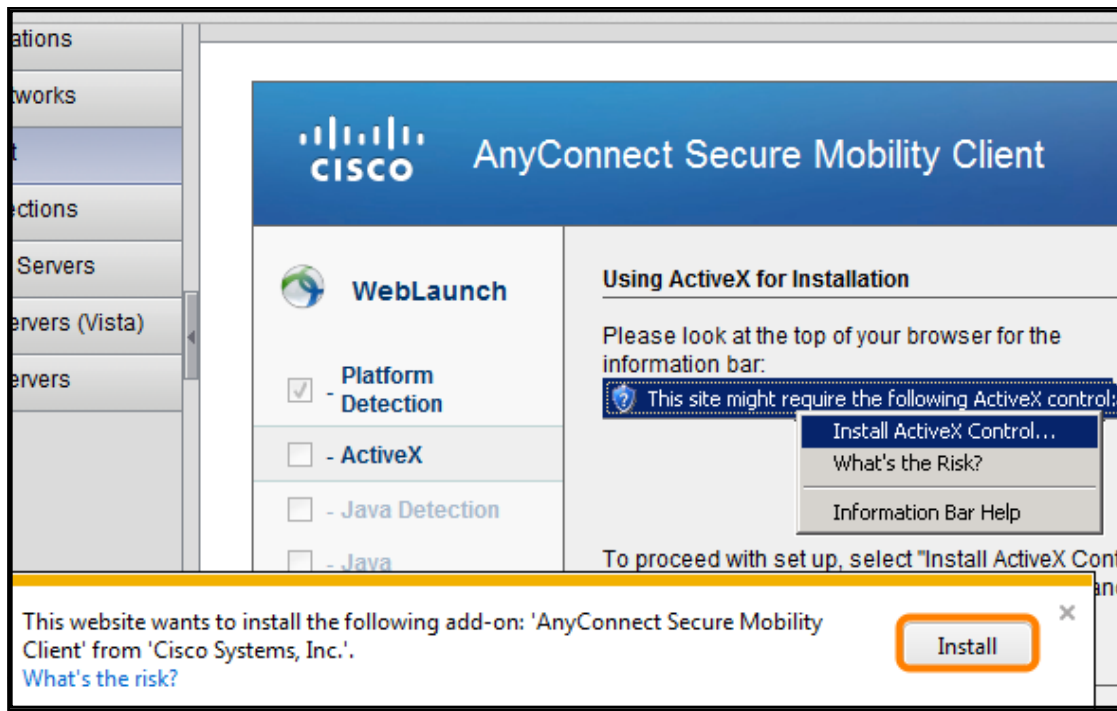 ations
tworks
t
ections
Servers
ervers (Vista)
ervers
CISCO
AnyConnect Secure Mobility Client
WebLaunch
- Platform
Detection
- ActiveX
- Java Detection
- Java
Using ActiveX for Installation
Please look at the top of your browser for the
information bar:
This site might require the following ActiveX control:
Install ActiveX Control...
What's the Risk?
Information Bar Help
To proceed with set up, select "Install ActiveX Cont
and
This website wants to install the following add-on: 'AnyConnect Secure Mobility
Client' from 'Cisco Systems, Inc.'.
What's the risk?
Install